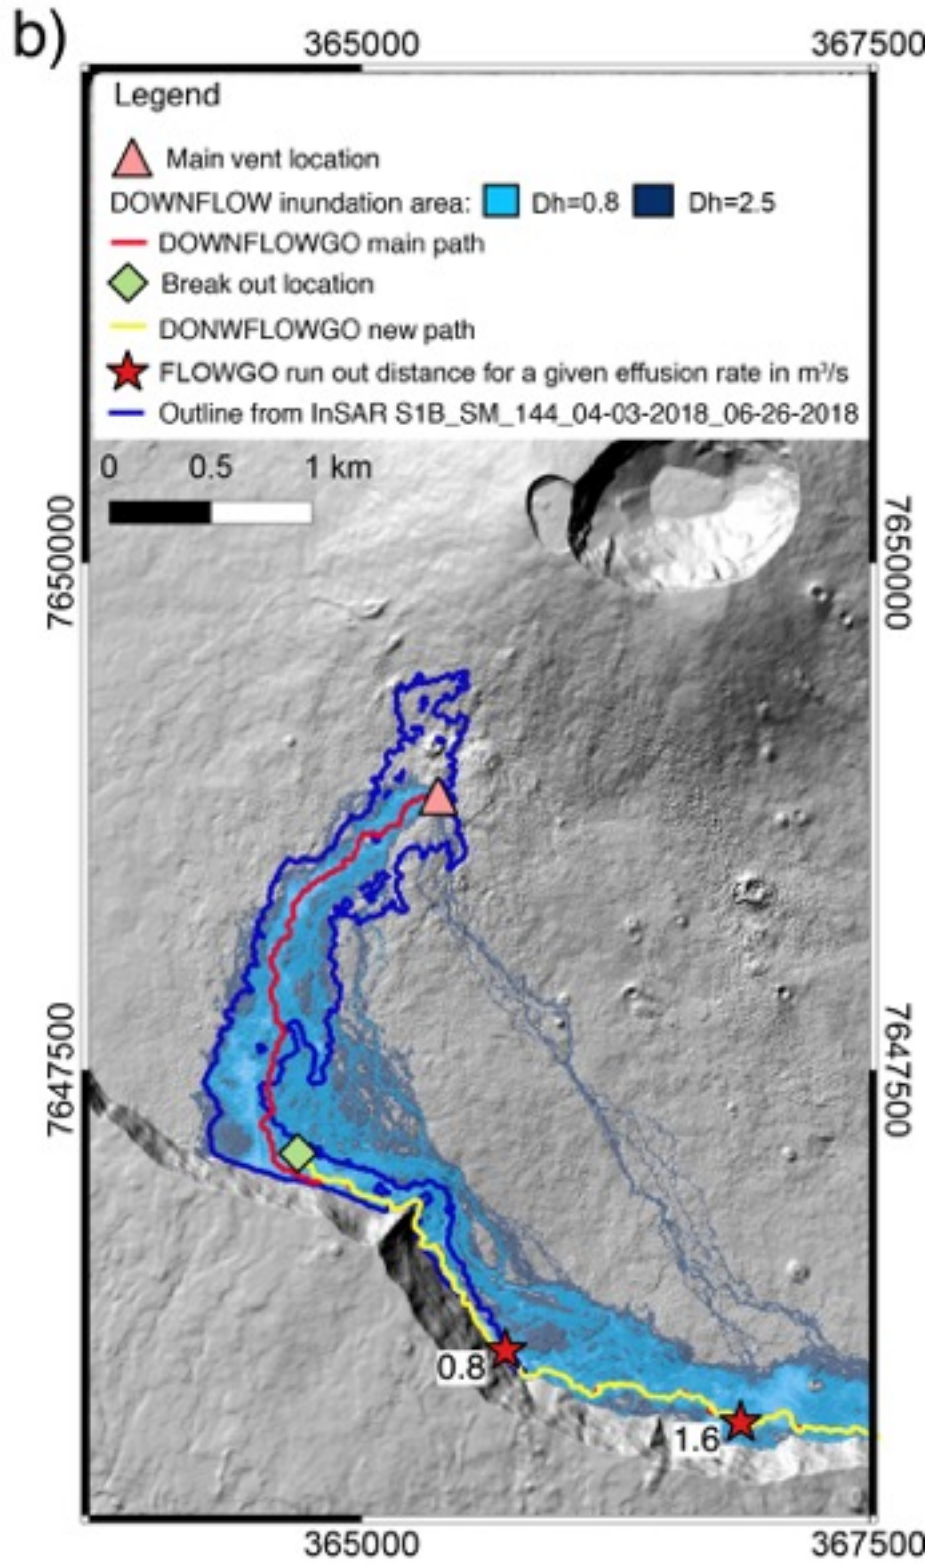 b)
365000 367500
Legend
Main vent location
DOWNFLOW inundation area: Dh=0.8 Dh=2.5
DOWNFLOWGO main path
Break out location
DONWFLOWGO new path
FLOWGO run out distance for a given effusion rate in m³/s
Outline from InSAR S1B_SM_144_04-03-2018_06-26-2018
0 0.5 1 km
7650000 7650000
7647500 7647500
0.8
1.6
365000 367500